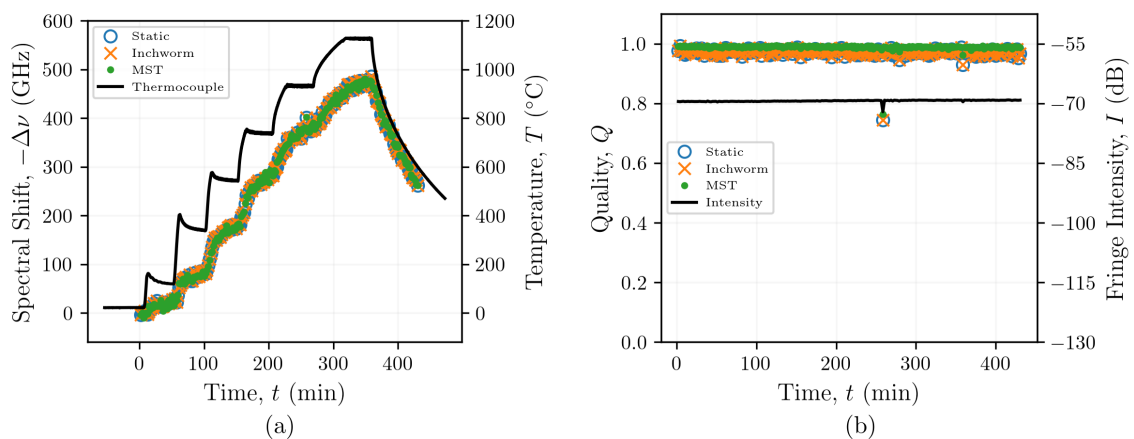 600
500
400
300
200
100
0
Spectral Shift, −Δν (GHz)
1200
1000
800
600
400
200
0
Temperature, T (°C)
Static
Inchworm
MST
Thermocouple
0 100 200 300 400
Time, t (min)
(a)
1.0
0.8
0.6
0.4
0.2
0.0
Quality, Q
−55
−70
−85
−100
−115
−130
Fringe Intensity, I (dB)
Static
Inchworm
MST
Intensity
0 100 200 300 400
Time, t (min)
(b)